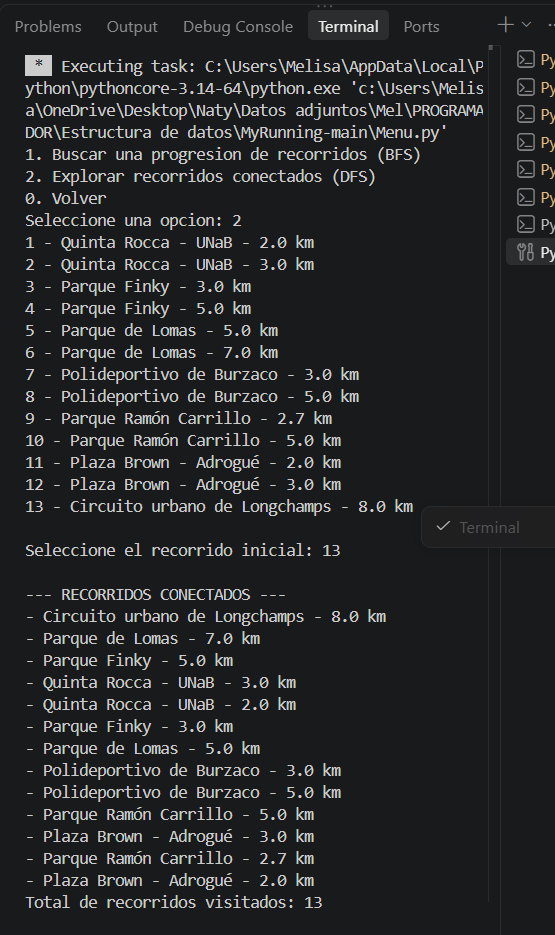 Problems Output Debug Console Terminal Ports
* Executing task: C:\Users\Melisa\AppData\Local\P
ython\pythoncore-3.14-64\python.exe 'c:\Users\Melis
a\OneDrive\Desktop\Naty\Datos adjuntos\Mel\PROGRAMA
DOR\Estructura de datos\MyRunning-main\Menu.py'
1. Buscar una progresion de recorridos (BFS)
2. Explorar recorridos conectados (DFS)
0. Volver
Seleccione una opcion: 2
1 - Quinta Rocca - UNaB - 2.0 km
2 - Quinta Rocca - UNaB - 3.0 km
3 - Parque Finky - 3.0 km
4 - Parque Finky - 5.0 km
5 - Parque de Lomas - 5.0 km
6 - Parque de Lomas - 7.0 km
7 - Polideportivo de Burzaco - 3.0 km
8 - Polideportivo de Burzaco - 5.0 km
9 - Parque Ramón Carrillo - 2.7 km
10 - Parque Ramón Carrillo - 5.0 km
11 - Plaza Brown - Adrogué - 2.0 km
12 - Plaza Brown - Adrogué - 3.0 km
13 - Circuito urbano de Longchamps - 8.0 km
Terminal
Seleccione el recorrido inicial: 13
--- RECORRIDOS CONECTADOS ---
- Circuito urbano de Longchamps - 8.0 km
- Parque de Lomas - 7.0 km
- Parque Finky - 5.0 km
- Quinta Rocca - UNaB - 3.0 km
- Quinta Rocca - UNaB - 2.0 km
- Parque Finky - 3.0 km
- Parque de Lomas - 5.0 km
- Polideportivo de Burzaco - 3.0 km
- Polideportivo de Burzaco - 5.0 km
- Parque Ramón Carrillo - 5.0 km
- Plaza Brown - Adrogué - 3.0 km
- Parque Ramón Carrillo - 2.7 km
- Plaza Brown - Adrogué - 2.0 km
Total de recorridos visitados: 13
Py
Py
Py
Py
Py
Py
Py
Py